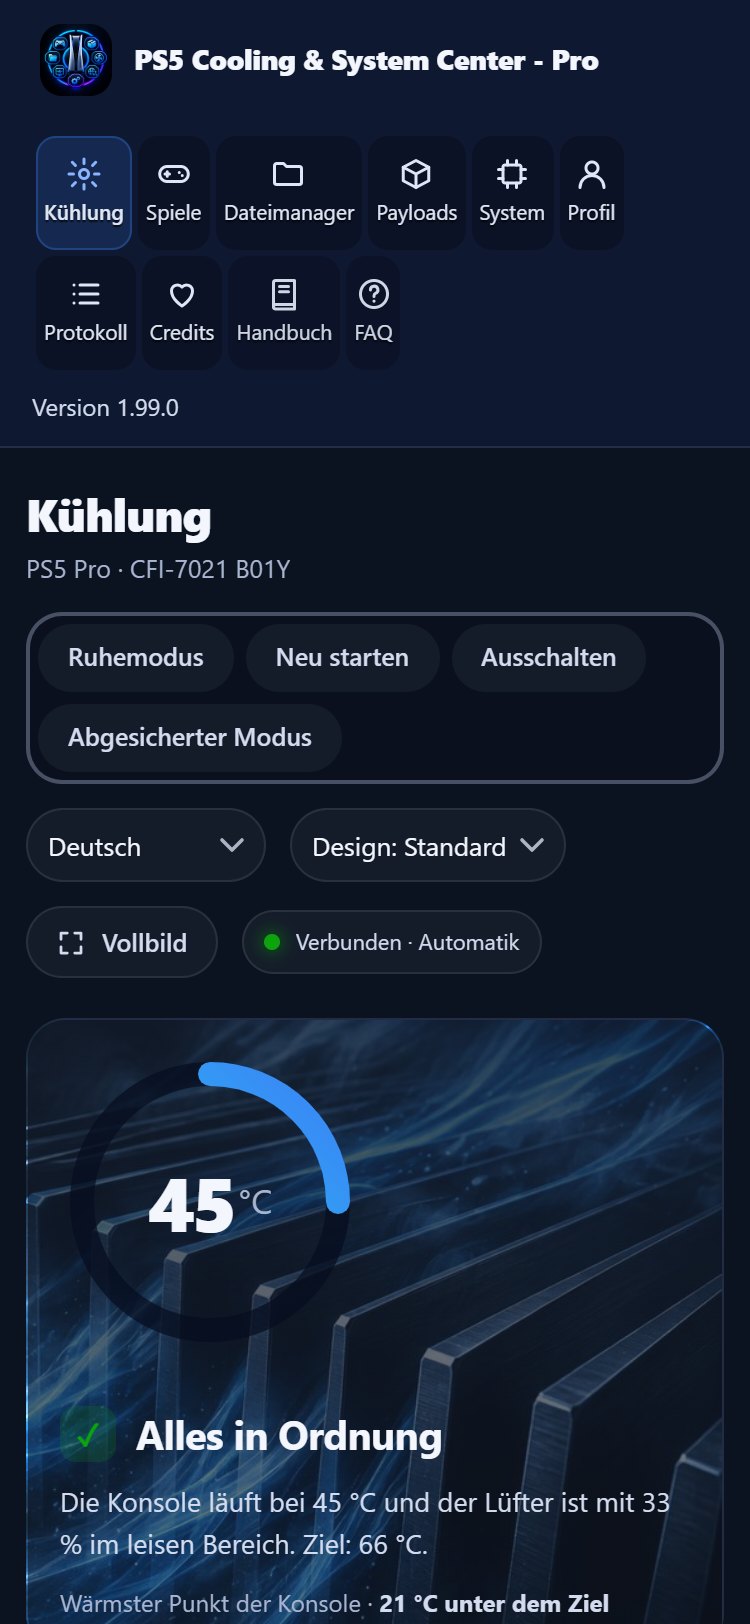 PS5 Cooling & System Center - Pro
Kühlung Spiele Dateimanager Payloads System Profil
Protokoll Credits Handbuch FAQ
Version 1.99.0
Kühlung
PS5 Pro · CFI-7021 B01Y
Ruhemodus Neu starten Ausschalten
Abgesicherter Modus
Deutsch Design: Standard
Vollbild Verbunden · Automatik
45 °C
Alles in Ordnung
Die Konsole läuft bei 45 °C und der Lüfter ist mit 33
% im leisen Bereich. Ziel: 66 °C.
Wärmster Punkt der Konsole · 21 °C unter dem Ziel